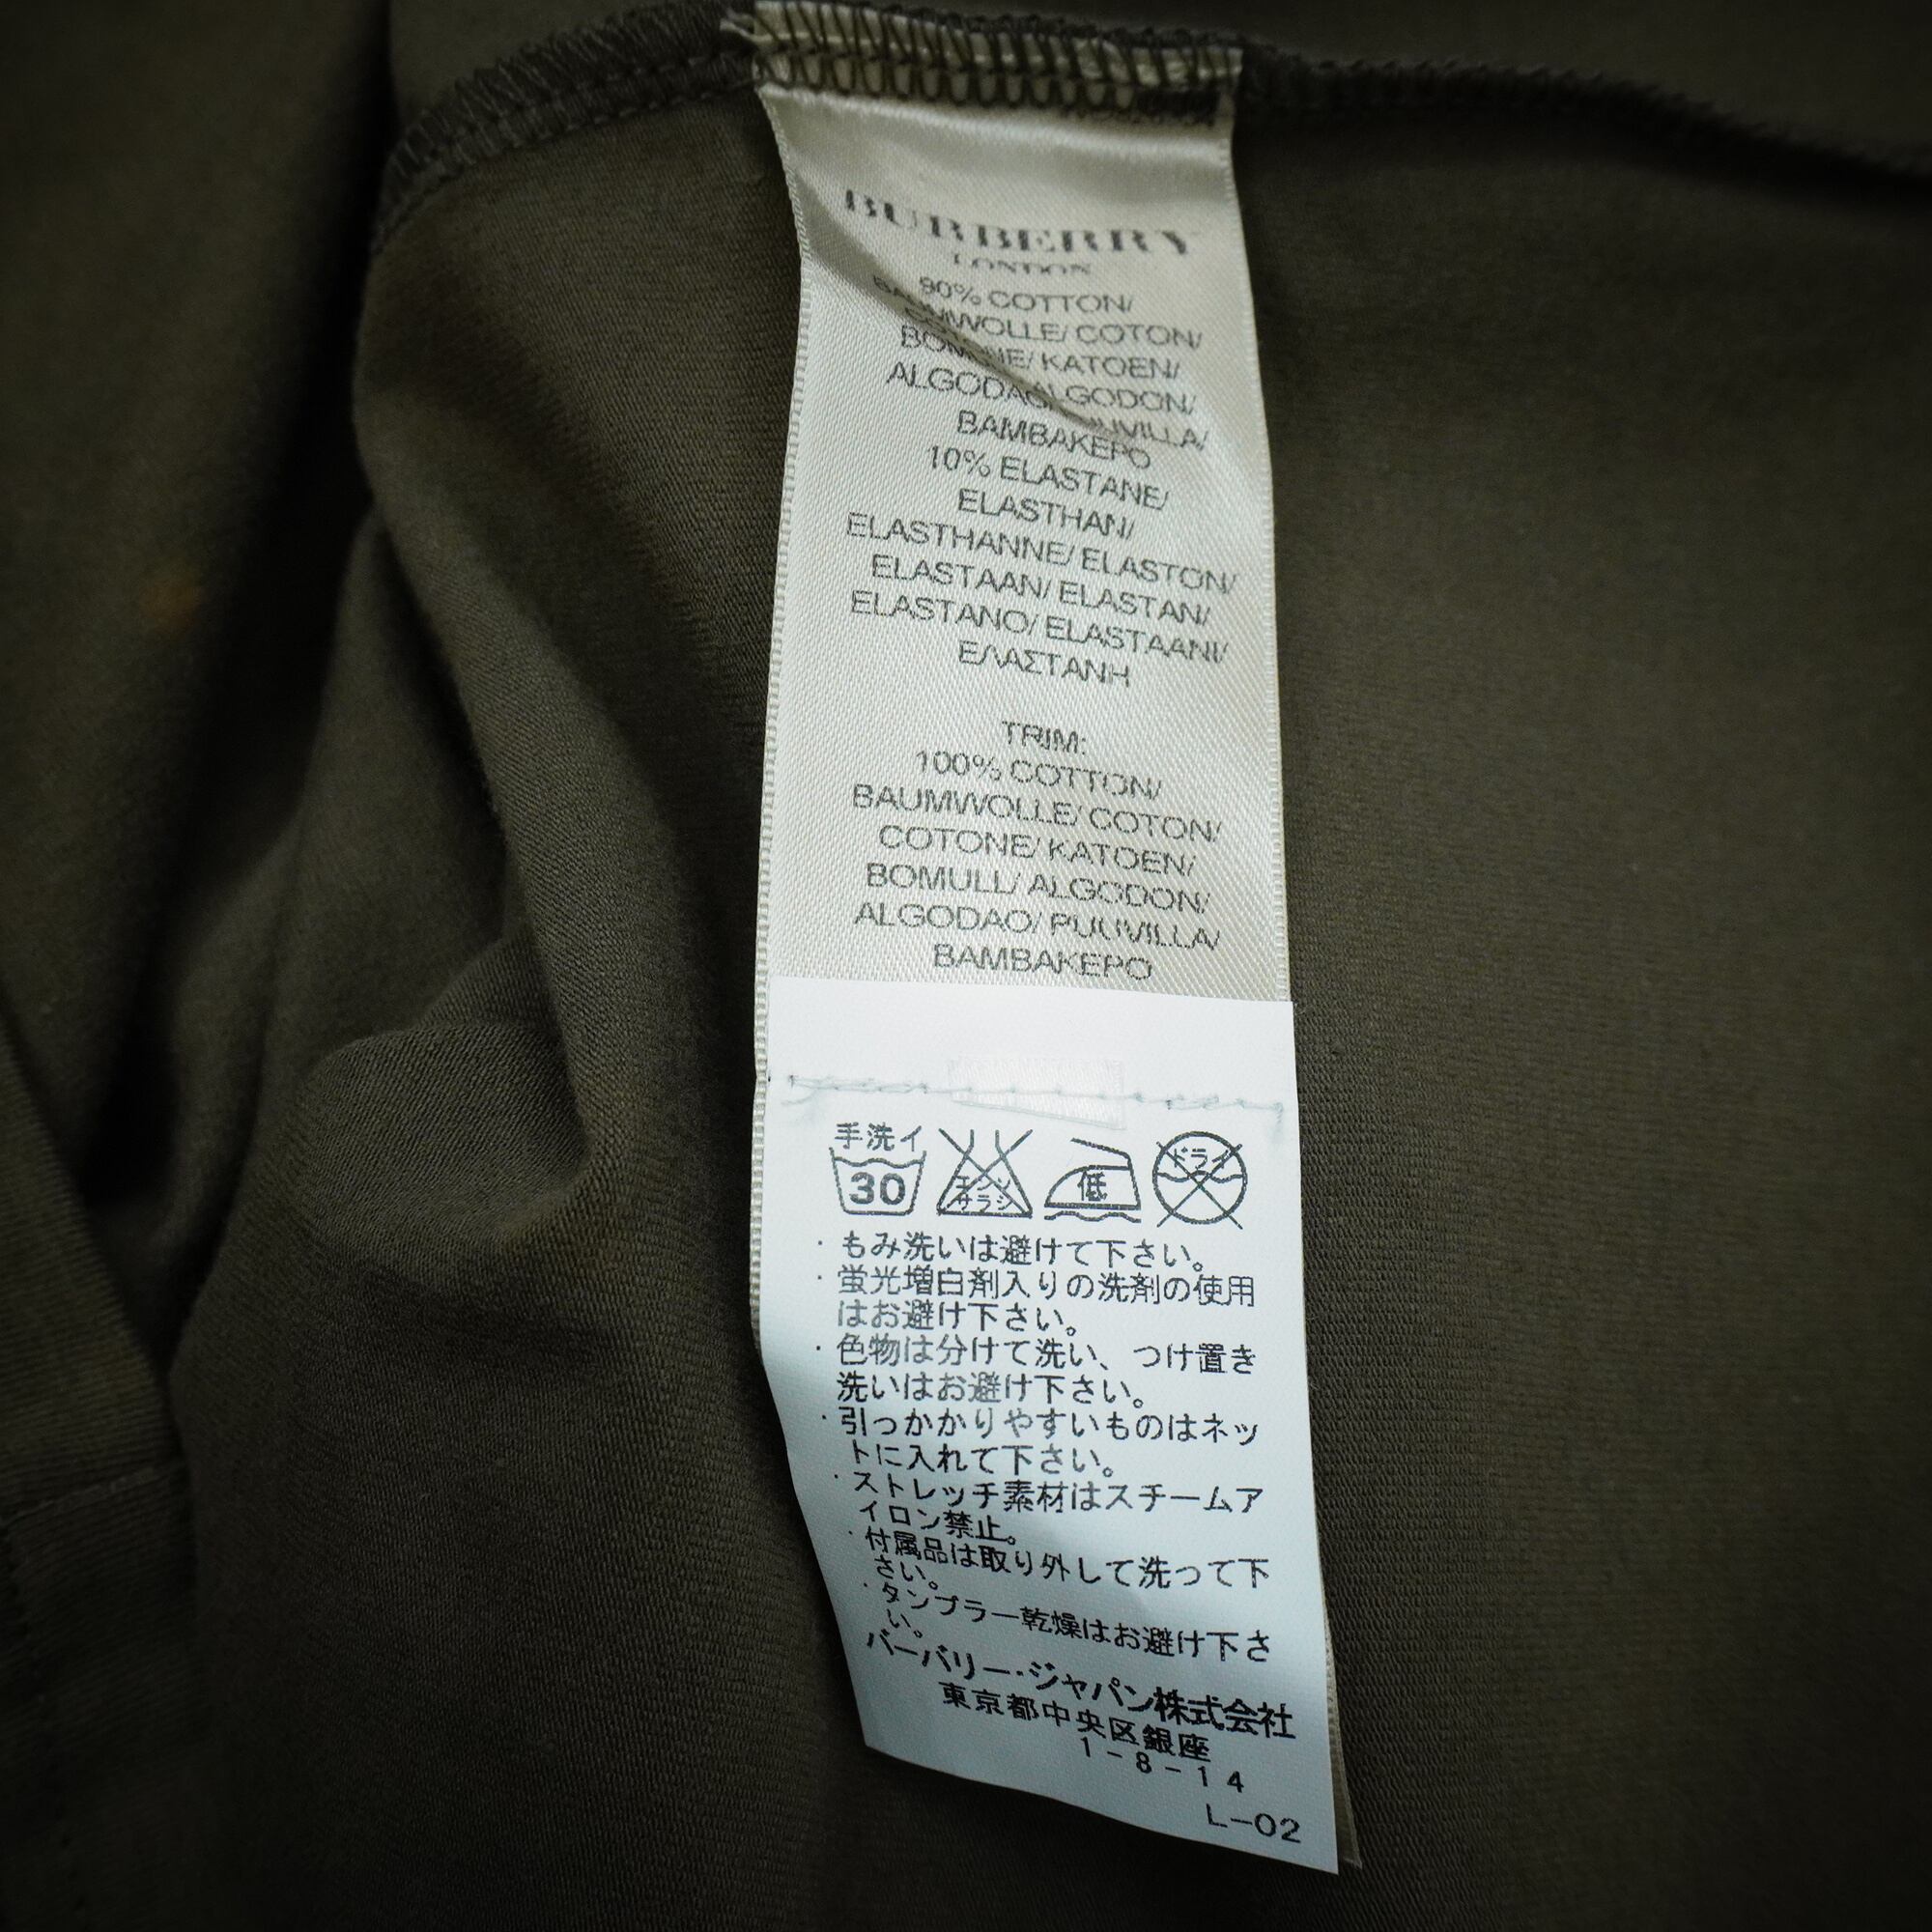 BURBERRY
LONDON
90% COTTON/
BAUMWOLLE/ COTON/
BOMULE/ KATOEN/
ALGODAO/ALGODON/
PUUVILLA/
BAMBAKEPO
10% ELASTANE/
ELASTHAN/
ELASTHANNE/ ELASTON/
ELASTAAN/ ELASTAN/
ELASTANO/ ELASTAANI/
ΕΛΑΣΤΑΝΗ
TRIM:
100% COTTON/
BAUMWOLLE/ COTON/
COTONE/ KATOEN/
BOMULL/ ALGODON/
ALGODAO/ PUUVILLA/
BAMBAKEPO
手洗イ
30 エンソサラシ 低 ドライ
・もみ洗いは避けて下さい。
・蛍光増白剤入りの洗剤の使用
はお避け下さい。
・色物は分けて洗い、つけ置き
洗いはお避け下さい。
・引っかかりやすいものはネッ
トに入れて下さい。
・ストレッチ素材はスチームア
イロン禁止。
・付属品は取り外して洗って下
さい。
・タンブラー乾燥はお避け下さ
い。
バーバリー・ジャパン株式会社
東京都中央区銀座
1-8-14
L-02